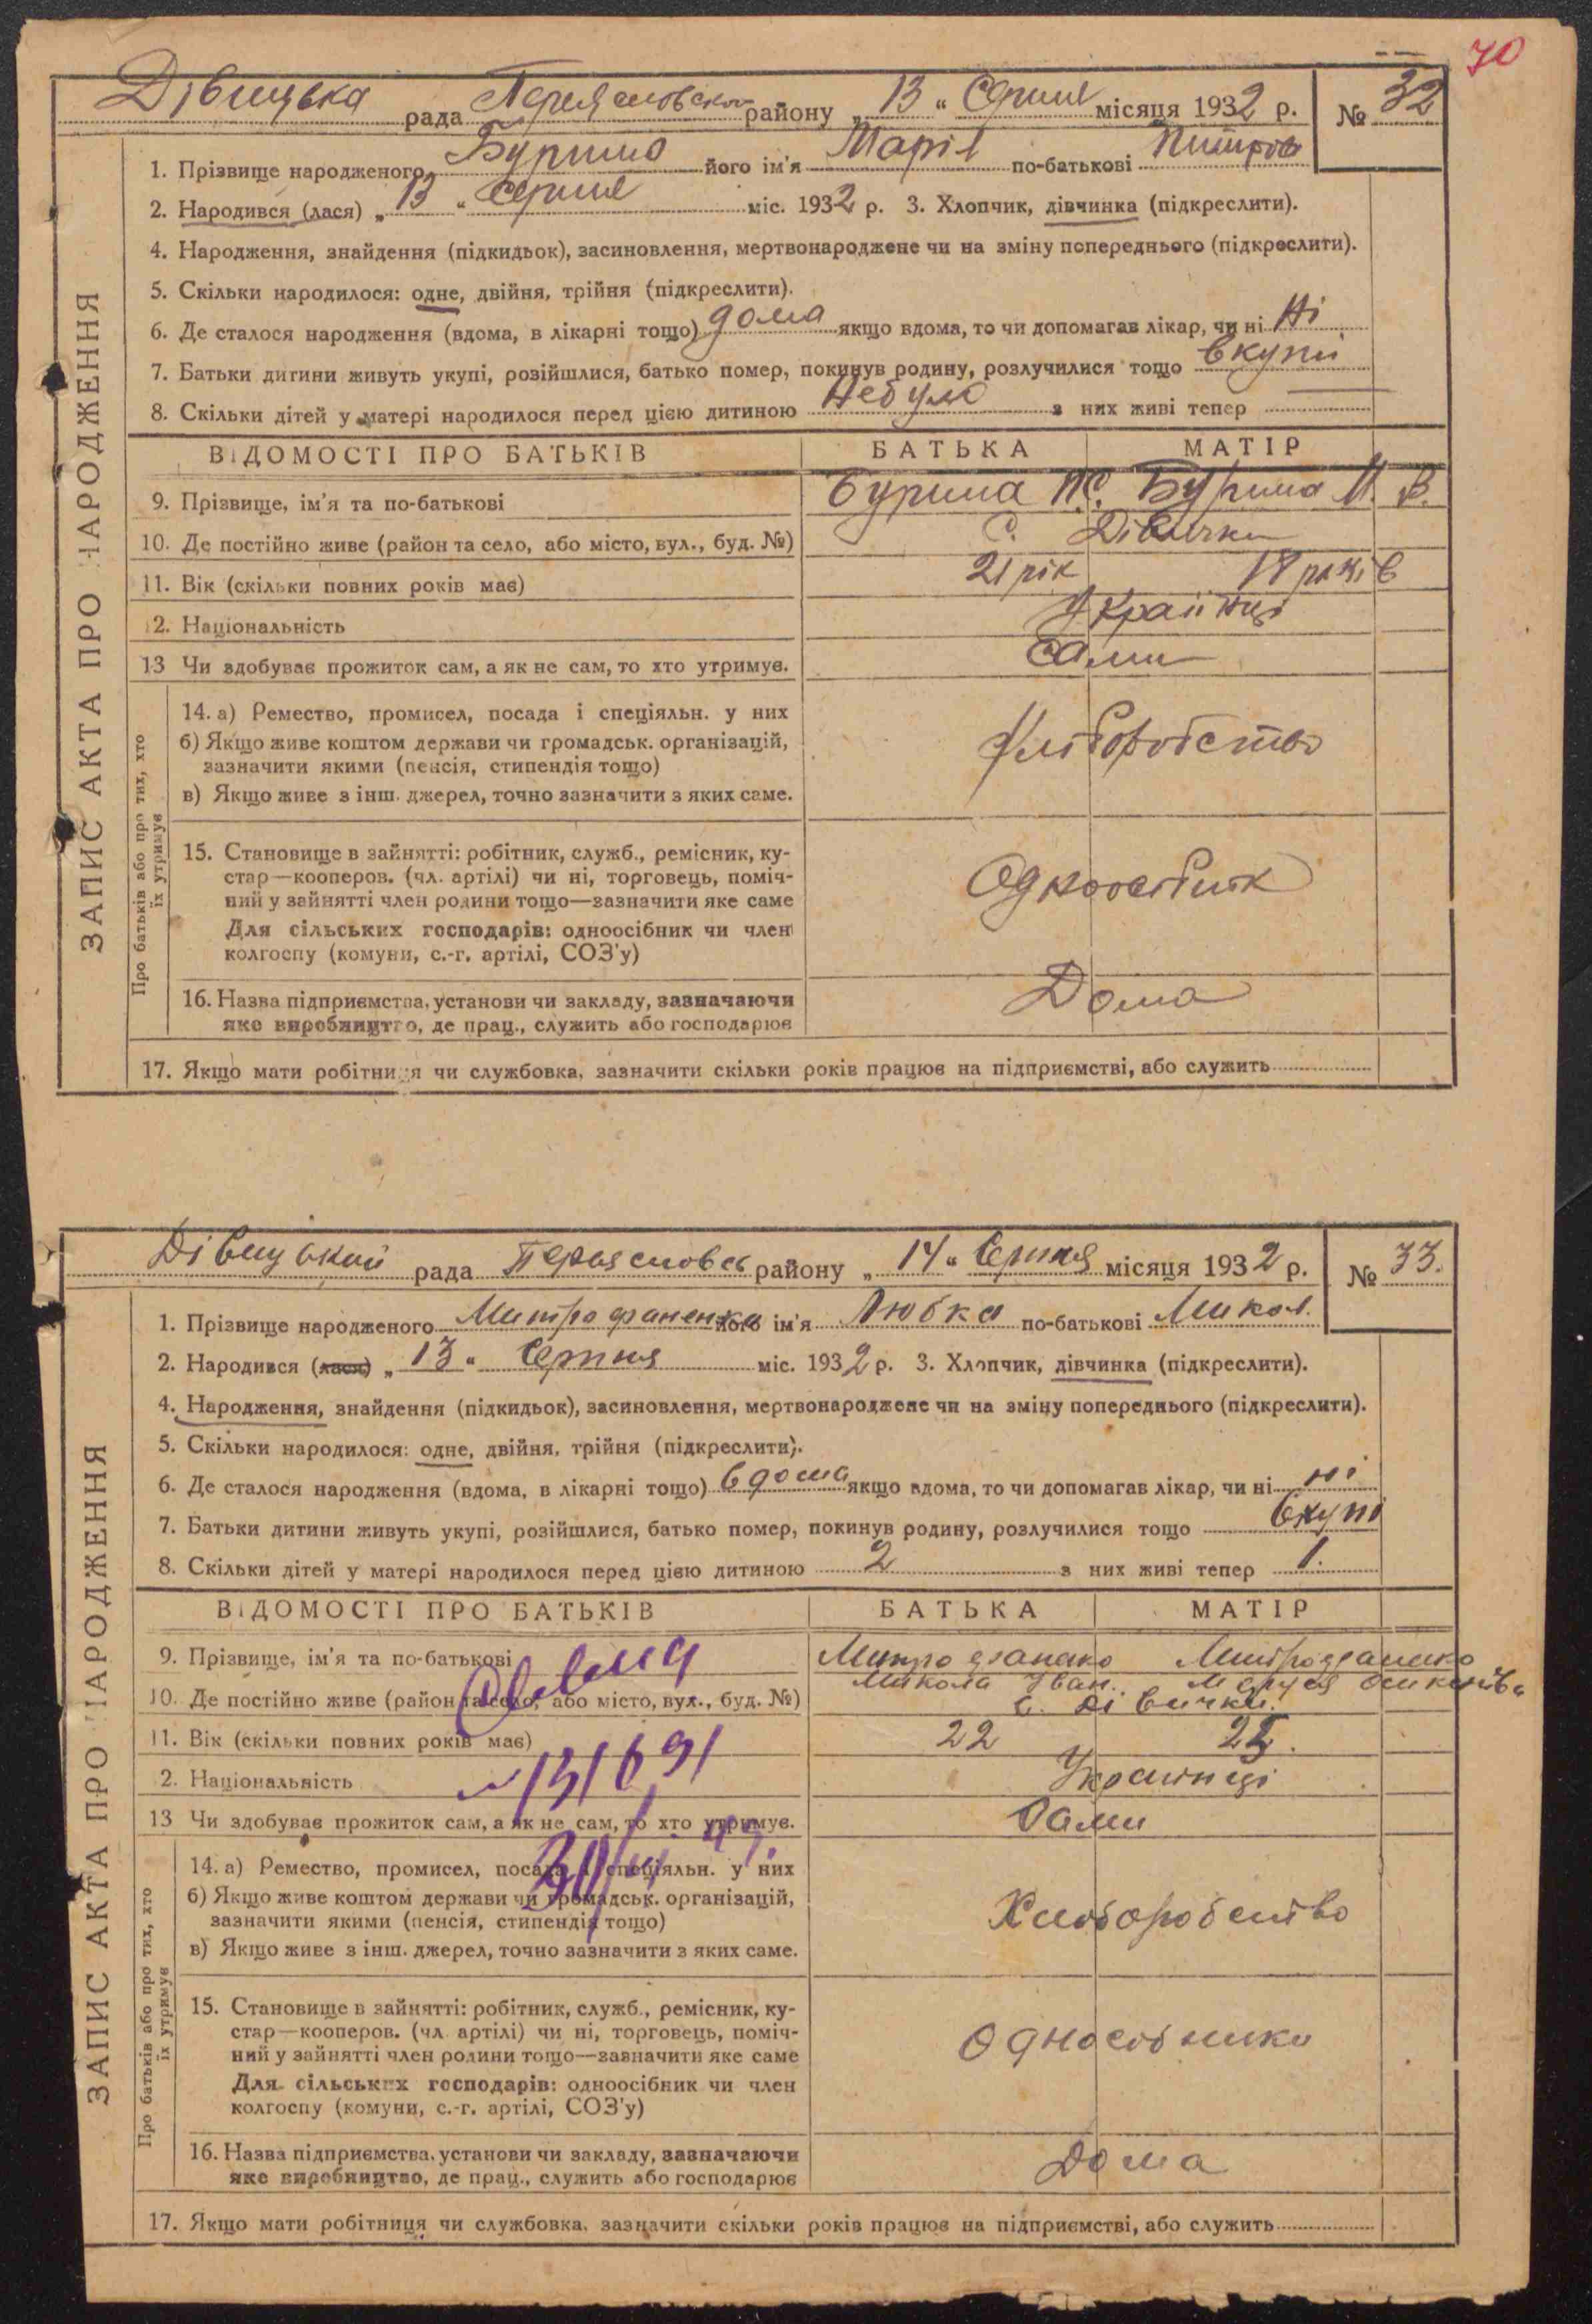 70
Дівицька рада Переясловсько району „13“ Серпня місяця 1932 р. № 32
ЗАПИС АКТА ПРО НАРОДЖЕННЯ
1. Прізвище народженого Бурима його ім'я Марія по-батькові
2. Народився (лася) „13“ Серпня міс. 1932 р. 3. Хлопчик, дівчинка (підкреслити).
4. Народження, знайдення (підкидьок), засиновлення, мертвонароджене чи на зміну попереднього (підкреслити).
5. Скільки народилося: одне, двійня, трійня (підкреслити).
6. Де сталося народження (вдома, в лікарні тощо) дома якщо вдома, то чи допомагав лікар, чи ні Ні
7. Батьки дитини живуть укупі, розійшлися, батько помер, покинув родину, розлучилися тощо вкупі
8. Скільки дітей у матері народилося перед цією дитиною Небуло з них живі тепер —
ВІДОМОСТІ ПРО БАТЬКІВ БАТЬКА МАТІР
9. Прізвище, ім'я та по-батькові Бурима П.С. Бурима М. В.
10. Де постійно живе (район та село, або місто, вул., буд. №) с. Дівички
11. Вік (скільки повних років має) 21 рік 18 років
2. Національність Українці
13 Чи здобуває прожиток сам, а як не сам, то хто утримує. сами
Про батьків або про тих, хто їх утримує
14. а) Ремество, промисел, посада і спеціяльн. у них
б) Якщо живе коштом держави чи громадськ. організацій,
зазначити якими (пенсія, стипендія тощо)
Хліборобство
в) Якщо живе з інш. джерел, точно зазначити з яких саме.
15. Становище в зайнятті: робітник, служб., ремісник, ку-
стар—кооперов. (чл. артілі) чи ні, торговець, поміч-
ний у зайнятті член родини тощо—зазначити яке саме
Одноосібник
Для сільських господарів: одноосібник чи член
колгоспу (комуни, с.-г. артілі, СОЗ'у)
16. Назва підприємства, установи чи закладу, зазначаючи
яке виробництво, де прац., служить або господарює
Дома
17. Якщо мати робітниця чи службовка, зазначити скільки років працює на підприємстві, або служить
Дівицький рада Переясловсь району „14“ Серпня місяця 1932 р. № 33.
ЗАПИС АКТА ПРО НАРОДЖЕННЯ
1. Прізвище народженого Митрофаненко його ім'я Любка по-батькові Микол.
2. Народився (лася) „13“ Серпня міс. 1932 р. 3. Хлопчик, дівчинка (підкреслити).
4. Народження, знайдення (підкидьок), засиновлення, мертвонароджене чи на зміну попереднього (підкреслити).
5. Скільки народилося: одне, двійня, трійня (підкреслити).
6. Де сталося народження (вдома, в лікарні тощо) вдома якщо вдома, то чи допомагав лікар, чи ні ні
7. Батьки дитини живуть укупі, розійшлися, батько помер, покинув родину, розлучилися тощо вкупі
8. Скільки дітей у матері народилося перед цією дитиною 2 з них живі тепер 1.
ВІДОМОСТІ ПРО БАТЬКІВ БАТЬКА МАТІР
9. Прізвище, ім'я та по-батькові
Микола Іван. Маруся
10. Де постійно живе (район та село, або місто, вул., буд. №) с. Дівички.
11. Вік (скільки повних років має) 22 25.
2. Національність Українці
13 Чи здобуває прожиток сам, а як не сам, то хто утримує. Сами
Про батьків або про тих, хто їх утримує
14. а) Ремество, промисел, посада і спеціяльн. у них
б) Якщо живе коштом держави чи громадськ. організацій,
зазначити якими (пенсія, стипендія тощо)
Хліборобство
в) Якщо живе з інш. джерел, точно зазначити з яких саме.
15. Становище в зайнятті: робітник, служб., ремісник, ку-
стар—кооперов. (чл. артілі) чи ні, торговець, поміч-
ний у зайнятті член родини тощо—зазначити яке саме
Для сільських господарів: одноосібник чи член
колгоспу (комуни, с.-г. артілі, СОЗ'у)
16. Назва підприємства, установи чи закладу, зазначаючи
яке виробництво, де прац., служить або господарює
Дома
17. Якщо мати робітниця чи службовка, зазначити скільки років працює на підприємстві, або служить